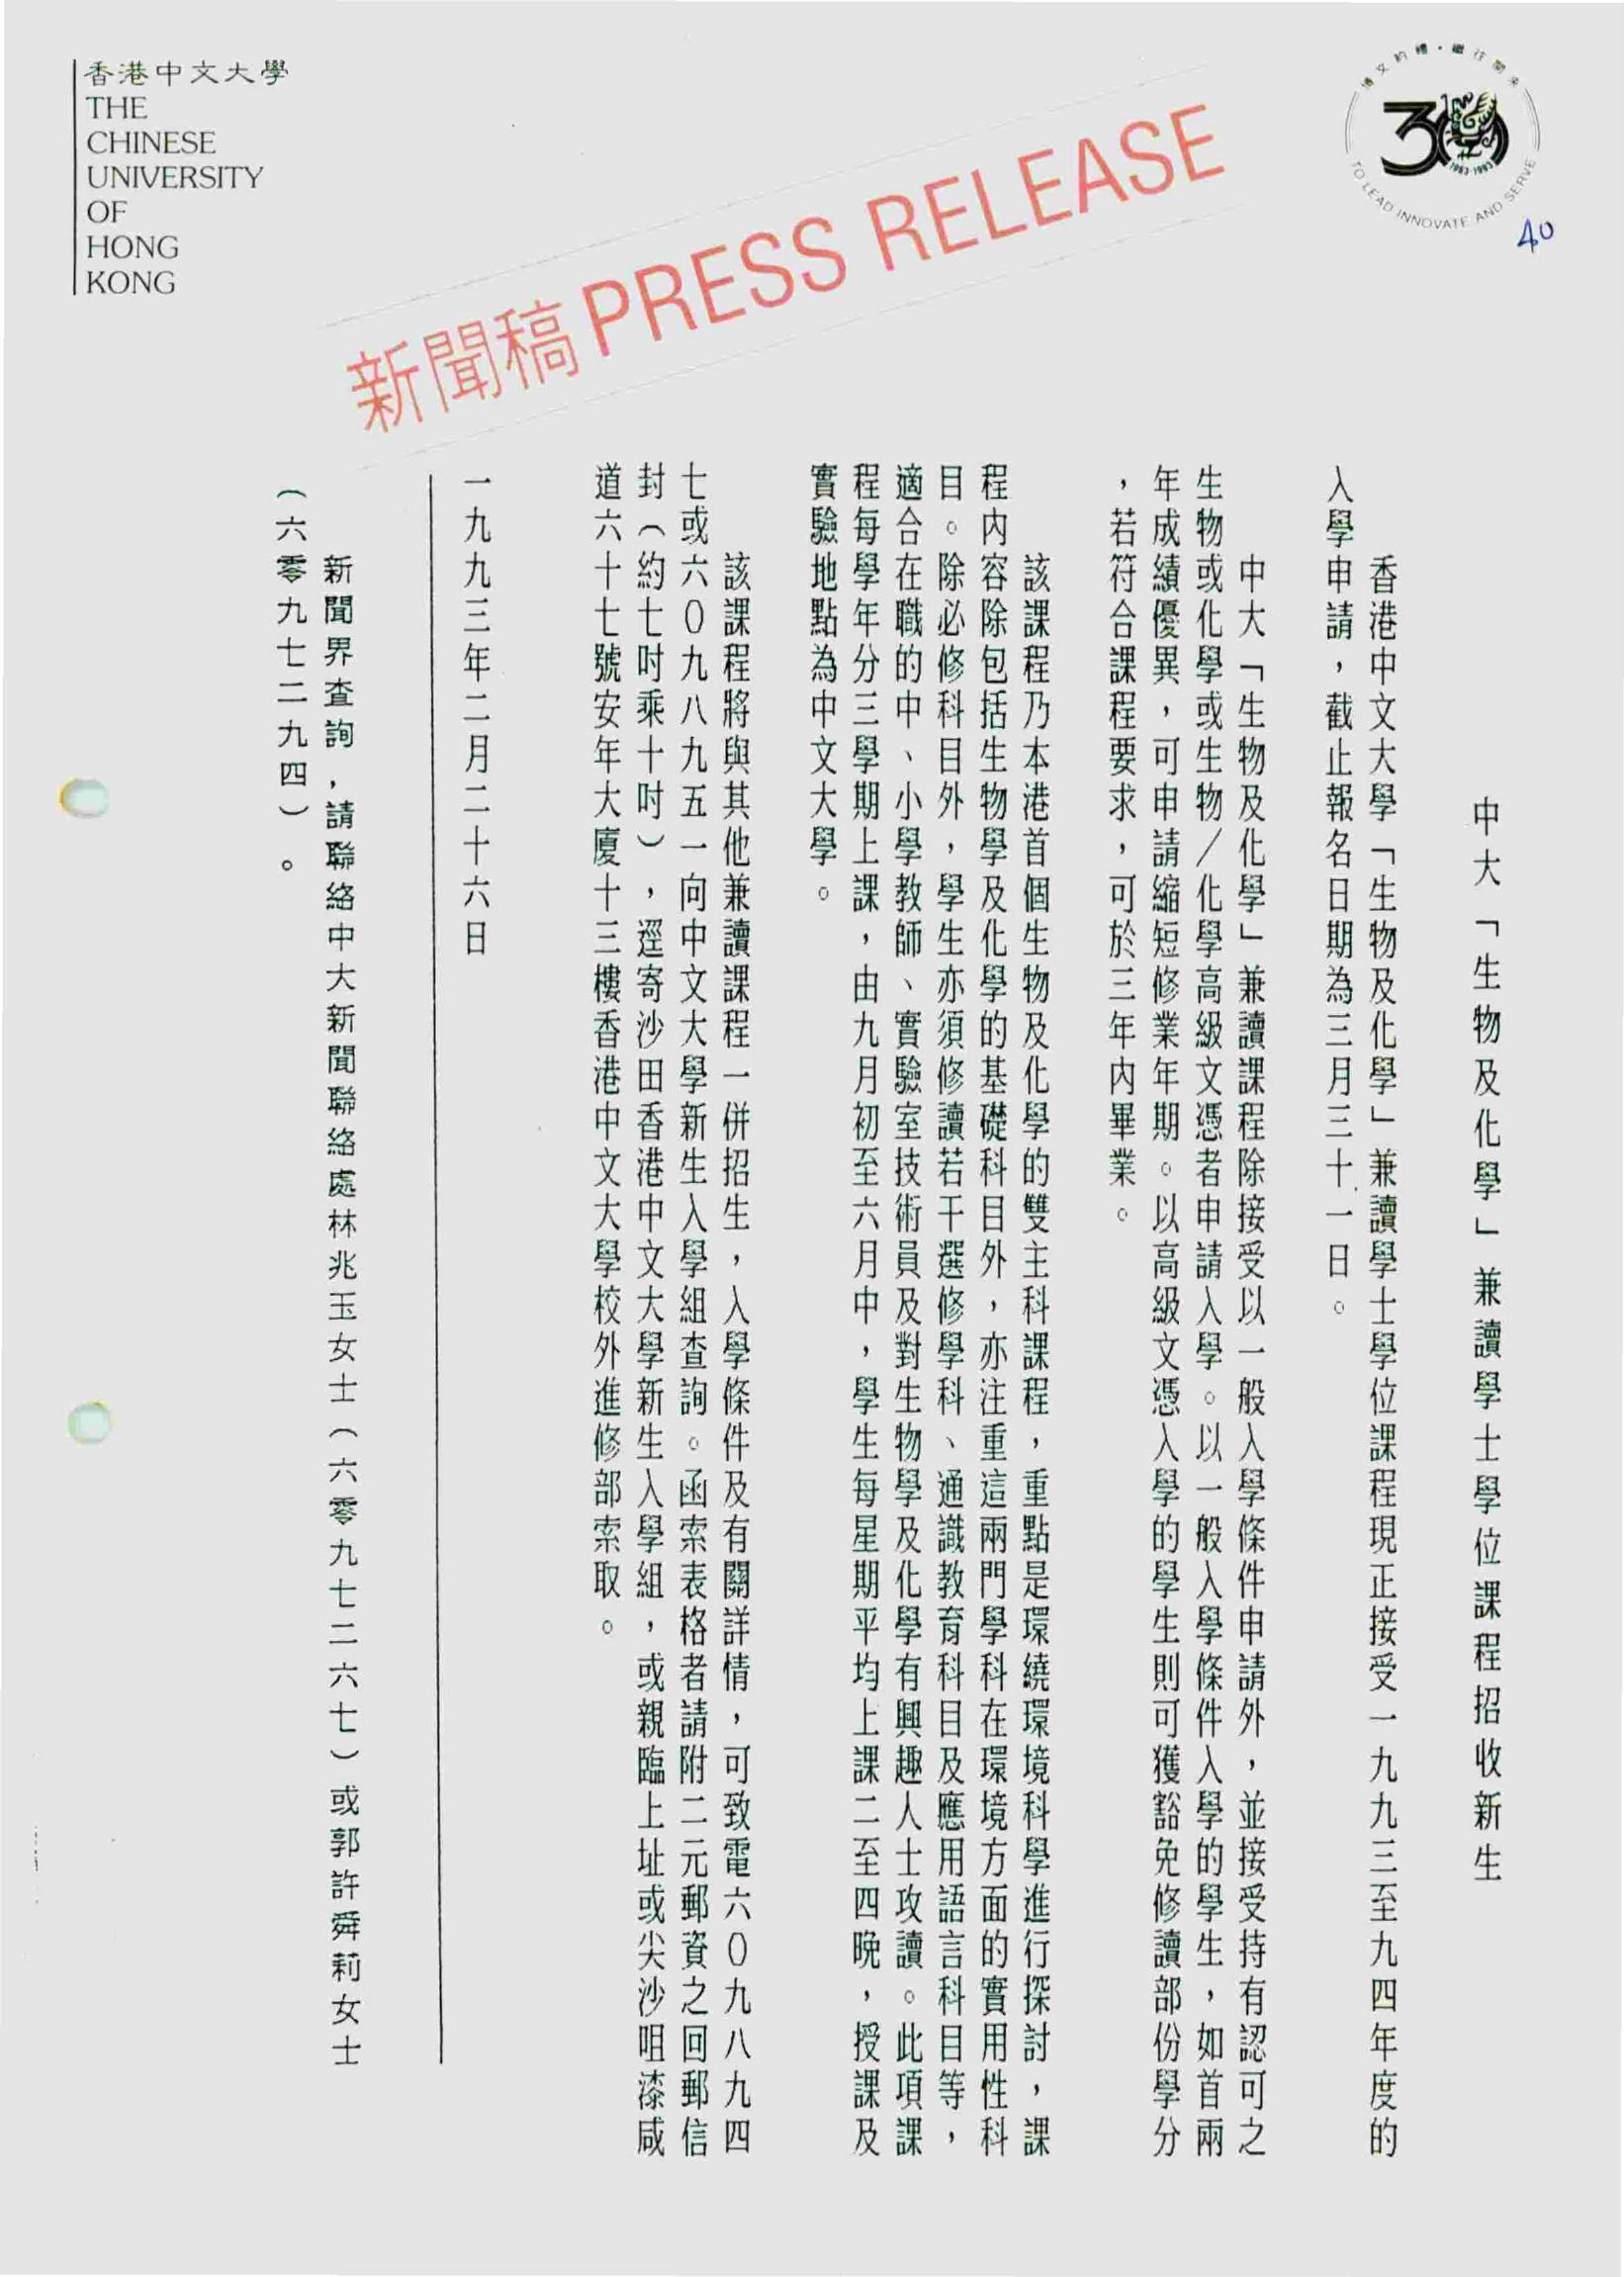 香港中文大學
THE
CHINESE
UNIVERSITY
OF
HONG
KONG
博文約禮・繼往開來
30
1963-1993
TO LEAD INNOVATE AND SERVE
40
新聞稿 PRESS RELEASE
中大「生物及化學」兼讀學士學位課程招收新生
香港中文大學「生物及化學」兼讀學士學位課程現正接受一九九三至九四年度的
入學申請，截止報名日期為三月三十一日。
中大「生物及化學」兼讀課程除接受以一般入學條件申請外，並接受持有認可之
生物或化學或生物／化學高級文憑者申請入學。以一般入學條件入學的學生，如首兩
年成績優異，可申請縮短修業年期。以高級文憑入學的學生則可獲豁免修讀部份學分
，若符合課程要求，可於三年內畢業。
該課程乃本港首個生物及化學的雙主科課程，重點是環繞環境科學進行探討，課
程內容除包括生物學及化學的基礎科目外，亦注重這兩門學科在環境方面的實用性科
目。除必修科目外，學生亦須修讀若干選修學科、通識教育科目及應用語言科目等，
適合在職的中、小學教師、實驗室技術員及對生物學及化學有興趣人士攻讀。此項課
程每學年分三學期上課，由九月初至六月中，學生每星期平均上課二至四晚，授課及
實驗地點為中文大學。
該課程將與其他兼讀課程一併招生，入學條件及有關詳情，可致電六０九八九四
七或六０九八九五一向中文大學新生入學組查詢。函索表格者請附二元郵資之回郵信
封（約七吋乘十吋），逕寄沙田香港中文大學新生入學組，或親臨上址或尖沙咀漆咸
道六十七號安年大廈十三樓香港中文大學校外進修部索取。
一九九三年二月二十六日
新聞界查詢，請聯絡中大新聞聯絡處林兆玉女士（六零九七二六七）或郭許舜莉女士
（六零九七二九四）。